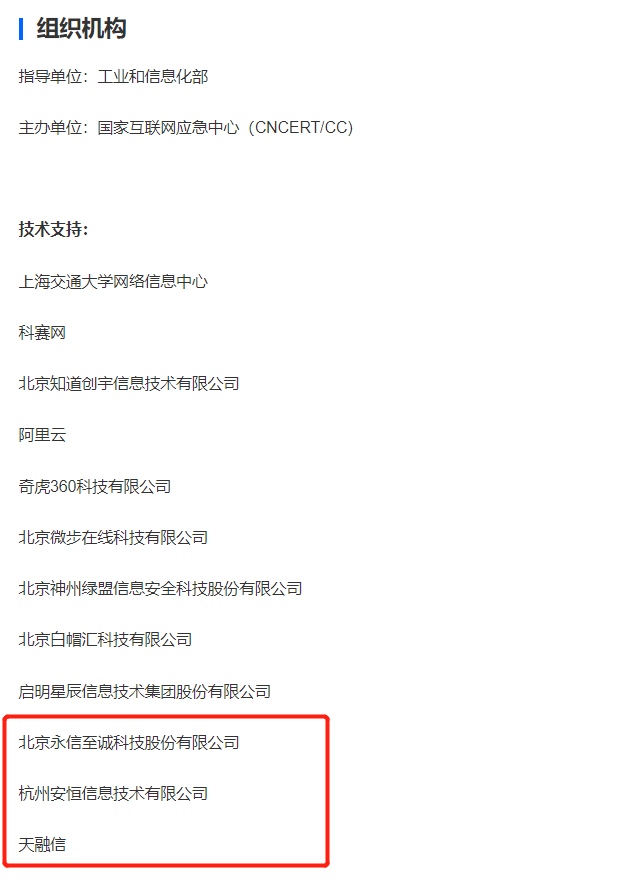 组织机构
指导单位：工业和信息化部
主办单位：国家互联网应急中心（CNCERT/CC)
技术支持：
上海交通大学网络信息中心
科赛网
北京知道创宇信息技术有限公司
阿里云
奇虎360科技有限公司
北京微步在线科技有限公司
北京神州绿盟信息安全科技股份有限公司
北京白帽汇科技有限公司
启明星辰信息技术集团股份有限公司
北京永信至诚科技股份有限公司
杭州安恒信息技术有限公司
天融信